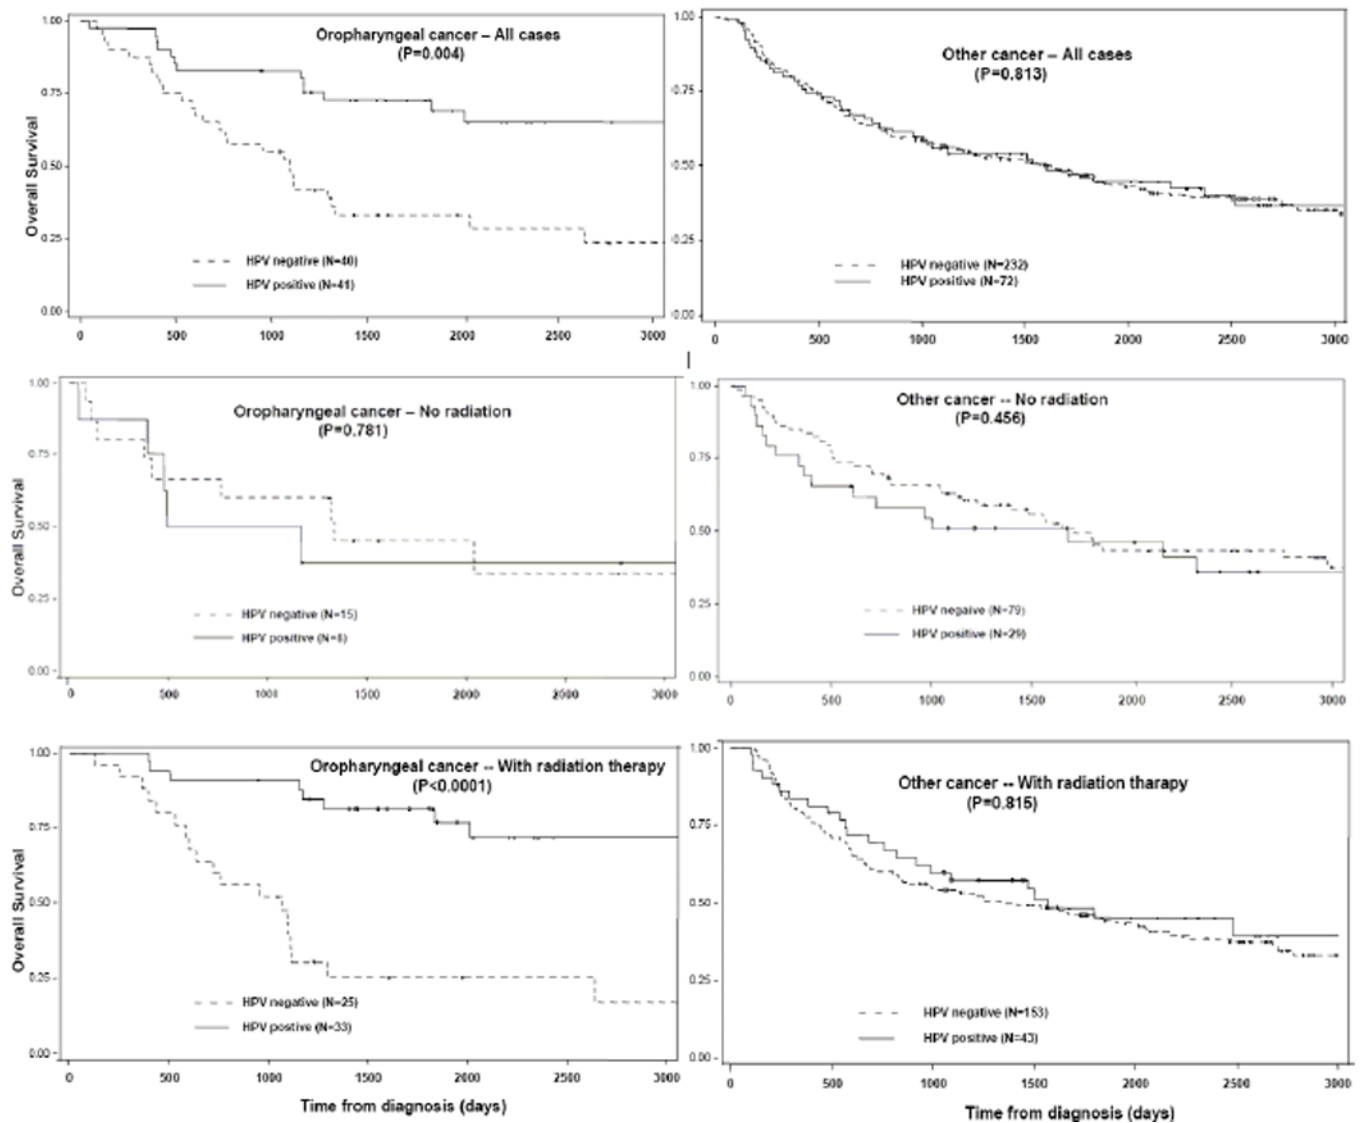 Oropharyngeal cancer – All cases
(P=0.004)
1.00
0.75
0.50
0.25
0.00
Overall Survival
HPV negative (N=40)
HPV positive (N=41)
0 500 1000 1500 2000 2500 3000
Other cancer – All cases
(P=0.813)
1.00
0.75
0.50
0.25
0.00
HPV negative (N=232)
HPV positive (N=72)
0 500 1000 1500 2000 2500 3000
Oropharyngeal cancer – No radiation
(P=0.781)
1.00
0.75
0.50
0.25
0.00
Overall Survival
HPV negative (N=15)
HPV positive (N=8)
0 500 1000 1500 2000 2500 3000
Other cancer -- No radiation
(P=0.456)
1.00
0.75
0.50
0.25
0.00
HPV negaive (N=79)
HPV positive (N=29)
0 500 1000 1500 2000 2500 3000
Oropharyngeal cancer -- With radiation therapy
(P<0.0001)
1.00
0.75
0.50
0.25
0.00
Overall Survival
HPV negative (N=25)
HPV postive (N=33)
0 500 1000 1500 2000 2500 3000
Time from diagnosis (days)
Other cancer -- With radiation tharapy
(P=0.815)
1.00
0.75
0.50
0.25
0.00
HPV negative (N=153)
HPV positive (N=43)
0 500 1000 1500 2000 2500 3000
Time from diagnosis (days)